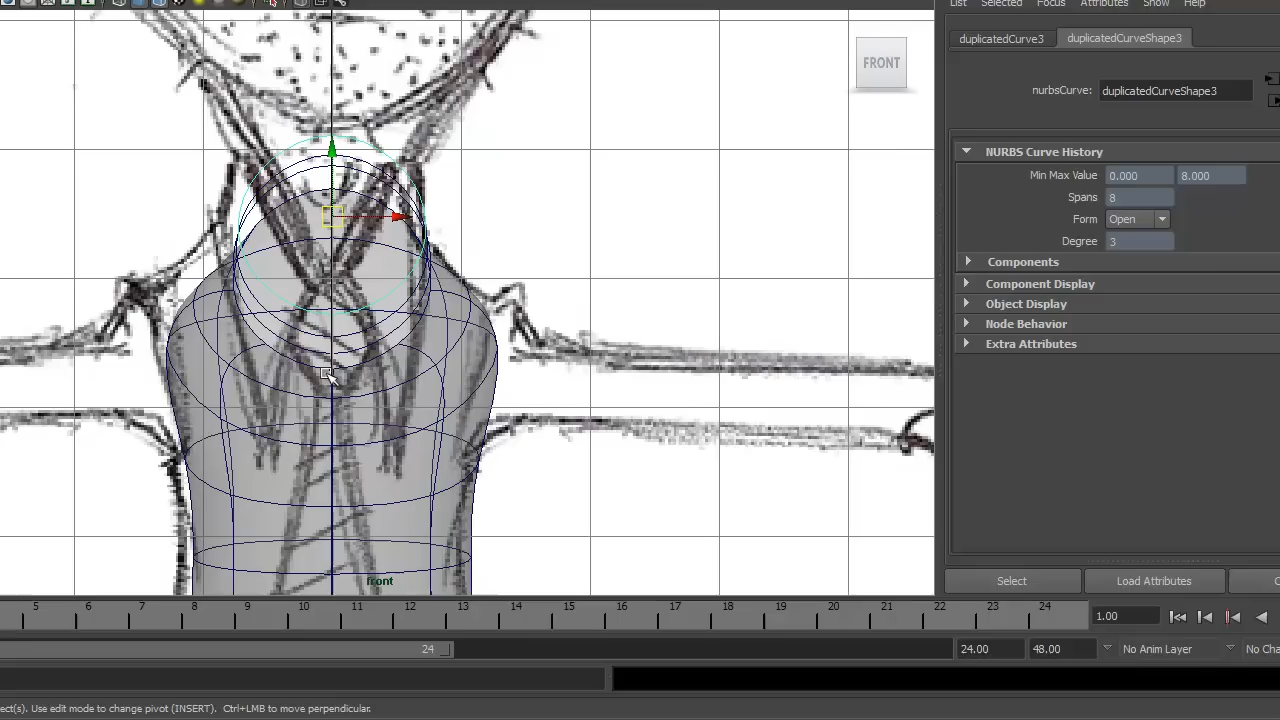 List Selected Focus Attributes Show Help
duplicatedCurve3 duplicatedCurveShape3
FRONT
nurbsCurve: duplicatedCurveShape3
NURBS Curve History
Min Max Value 0.000 8.000
Spans 8
Form Open
Degree 3
Components
Component Display
Object Display
Node Behavior
Extra Attributes
front
Select Load Attributes
5 6 7 8 9 10 11 12 13 14 15 16 17 18 19 20 21 22 23 24 1.00
24 24.00 48.00 No Anim Layer No Cha
ect(s). Use edit mode to change pivot (INSERT). Ctrl+LMB to move perpendicular.